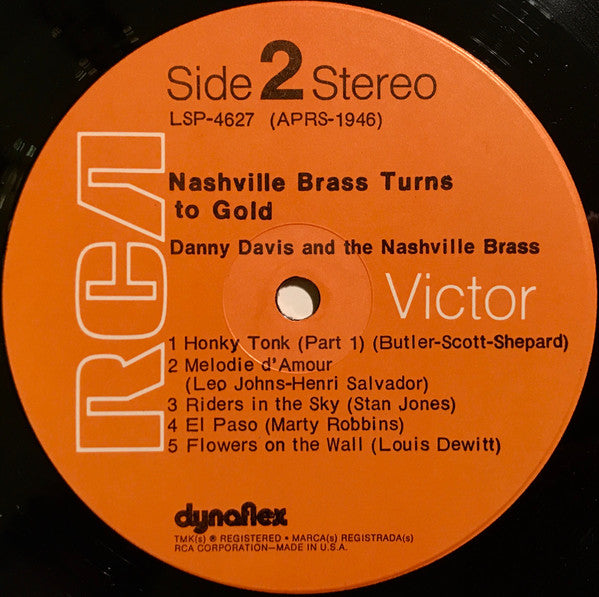 Side 2 Stereo
LSP-4627 (APRS-1946)
RCA
Nashville Brass Turns
to Gold
Danny Davis and the Nashville Brass
Victor
1 Honky Tonk (Part 1) (Butler-Scott-Shepard)
2 Melodie d'Amour
(Leo Johns-Henri Salvador)
3 Riders in the Sky (Stan Jones)
4 El Paso (Marty Robbins)
5 Flowers on the Wall (Louis Dewitt)
dynaflex
TMK(s) ® REGISTERED • MARCA(s) REGISTRADA(s)
RCA CORPORATION—MADE IN U.S.A.